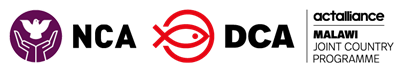 NCA
DCA
actalliance
MALAWI
JOINT COUNTRY
PROGRAMME